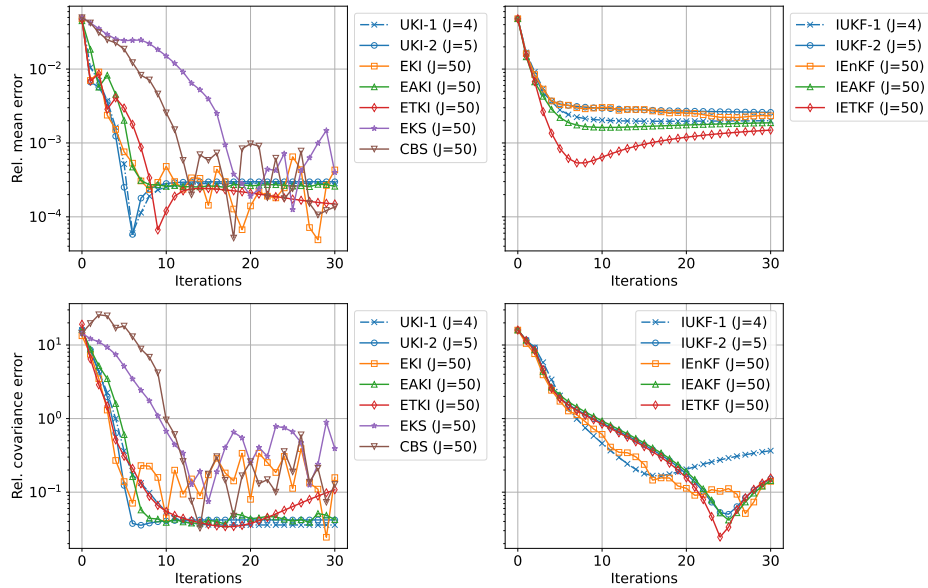 Rel. mean error
10⁻²
10⁻³
10⁻⁴
0 10 20 30
Iterations
UKI-1 (J=4)
UKI-2 (J=5)
EKI (J=50)
EAKI (J=50)
ETKI (J=50)
EKS (J=50)
CBS (J=50)
0 10 20 30
Iterations
IUKF-1 (J=4)
IUKF-2 (J=5)
IEnKF (J=50)
IEAKF (J=50)
IETKF (J=50)
Rel. covariance error
10¹
10⁰
10⁻¹
0 10 20 30
Iterations
UKI-1 (J=4)
UKI-2 (J=5)
EKI (J=50)
EAKI (J=50)
ETKI (J=50)
EKS (J=50)
CBS (J=50)
0 10 20 30
Iterations
IUKF-1 (J=4)
IUKF-2 (J=5)
IEnKF (J=50)
IEAKF (J=50)
IETKF (J=50)